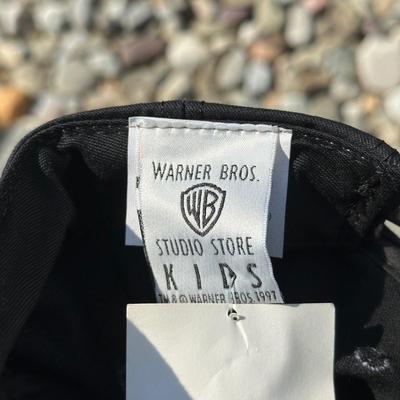 WARNER BROS.
WB
STUDIO STORE
KIDS
TM & © WARNER BROS. 1997